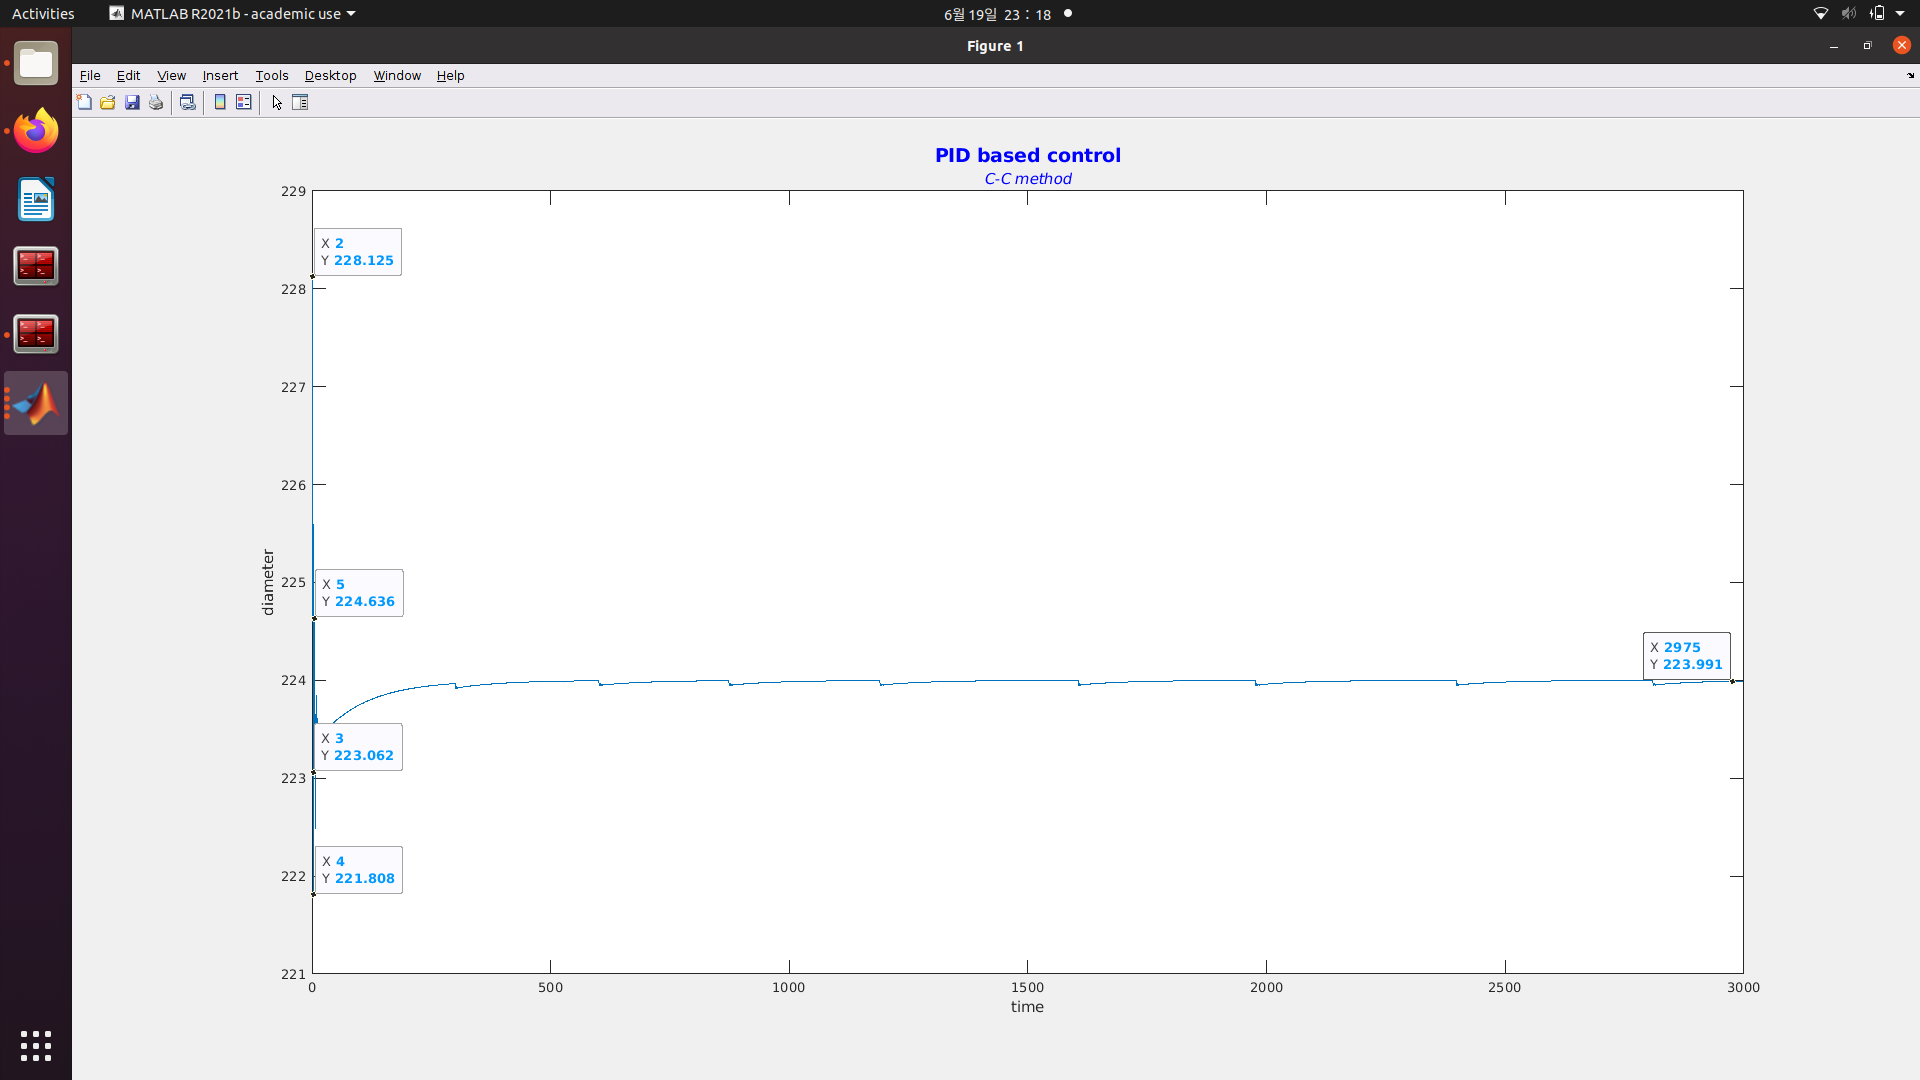 Activities
MATLAB R2021b - academic use
6월 19일 23 : 18
Figure 1
File Edit View Insert Tools Desktop Window Help
PID based control
C-C method
229
228
227
226
225
224
223
222
221
diameter
X 2
Y 228.125
X 5
Y 224.636
X 2975
Y 223.991
X 3
Y 223.062
X 4
Y 221.808
0 500 1000 1500 2000 2500 3000
time